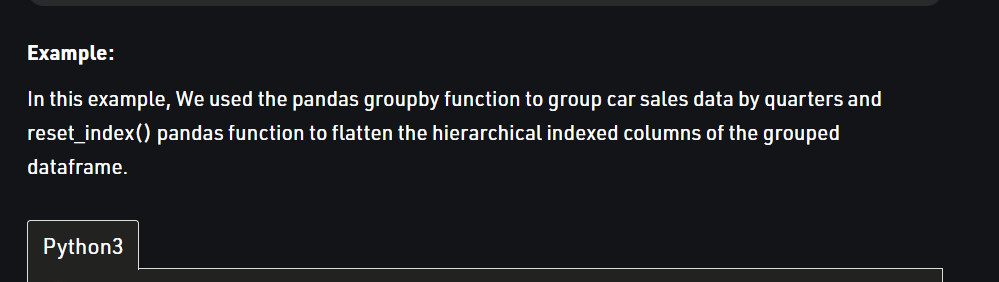 Example:
In this example, We used the pandas groupby function to group car sales data by quarters and
reset_index() pandas function to flatten the hierarchical indexed columns of the grouped
dataframe.
Python3